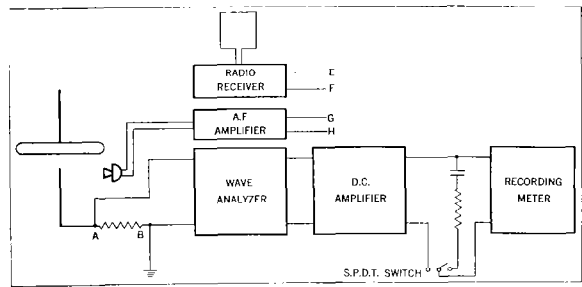 RADIO
RECEIVER
E
F
A.F
AMPLIFIER
G
H
WAVE
ANALYZER
D.C.
AMPLIFIER
RECORDING
METER
A
B
S.P.D.T. SWITCH